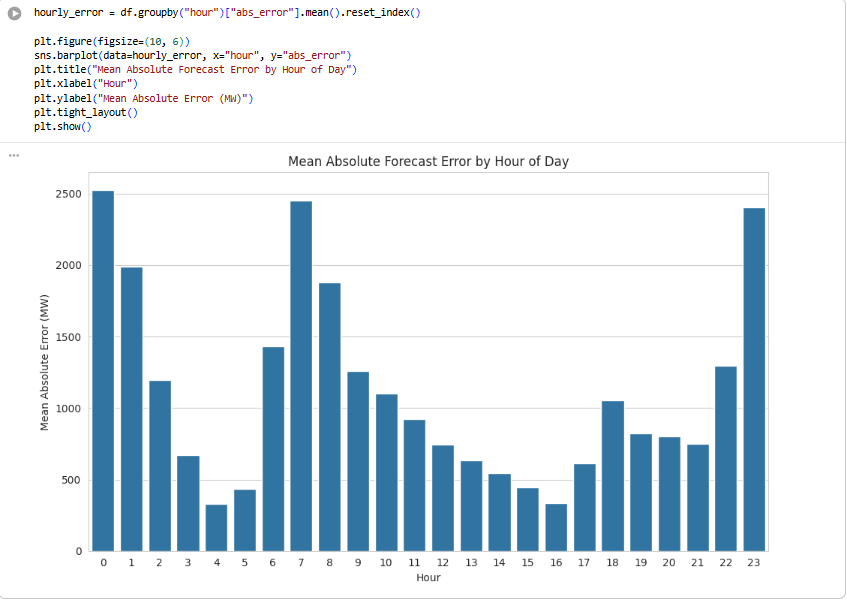 hourly_error = df.groupby("hour")["abs_error"].mean().reset_index()
plt.figure(figsize=(10, 6))
sns.barplot(data=hourly_error, x="hour", y="abs_error")
plt.title("Mean Absolute Forecast Error by Hour of Day")
plt.xlabel("Hour")
plt.ylabel("Mean Absolute Error (MW)")
plt.tight_layout()
plt.show()
Mean Absolute Forecast Error by Hour of Day
Mean Absolute Error (MW)
2500
2000
1500
1000
500
0
0 1 2 3 4 5 6 7 8 9 10 11 12 13 14 15 16 17 18 19 20 21 22 23
Hour